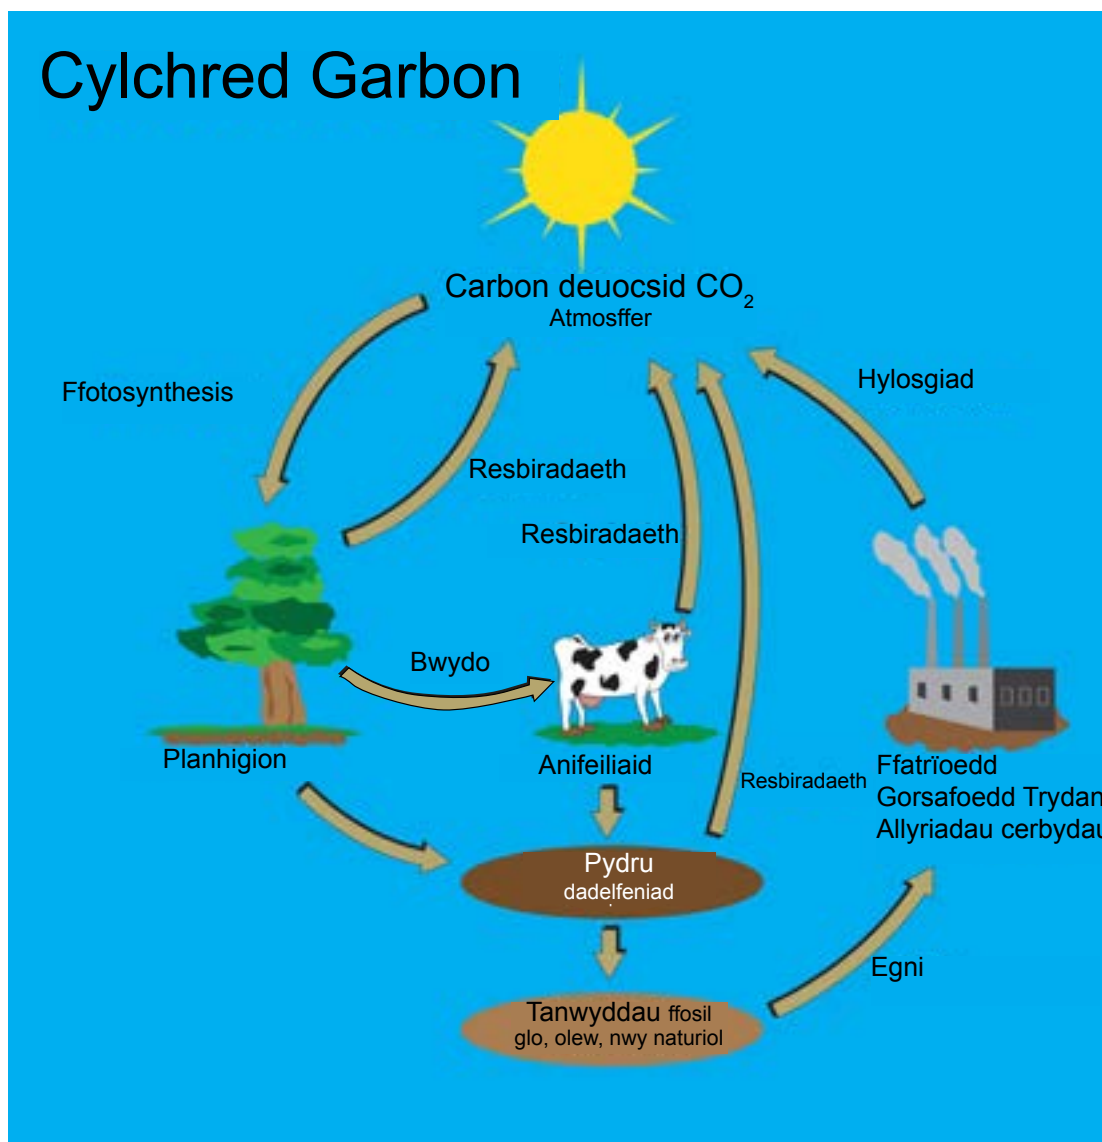 Cylchred Garbon
Carbon deuocsid CO₂
Atmosffer
Ffotosynthesis
Hylosgiad
Resbiradaeth
Resbiradaeth
Bwydo
Planhigion
Anifeiliaid
Resbiradaeth
Ffatrïoedd
Gorsafoedd Trydan
Allyriadau cerbydau
Pydru
dadelfeniad
Egni
Tanwyddau ffosil
glo, olew, nwy naturiol